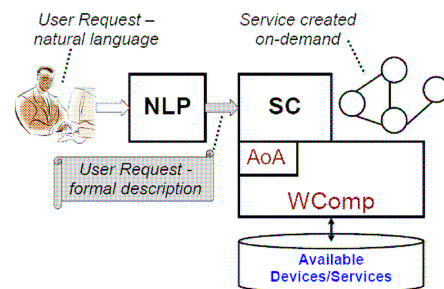 User Request –
natural language
Service created
on-demand
NLP
SC
AoA
User Request -
formal description
WComp
Available
Devices/Services